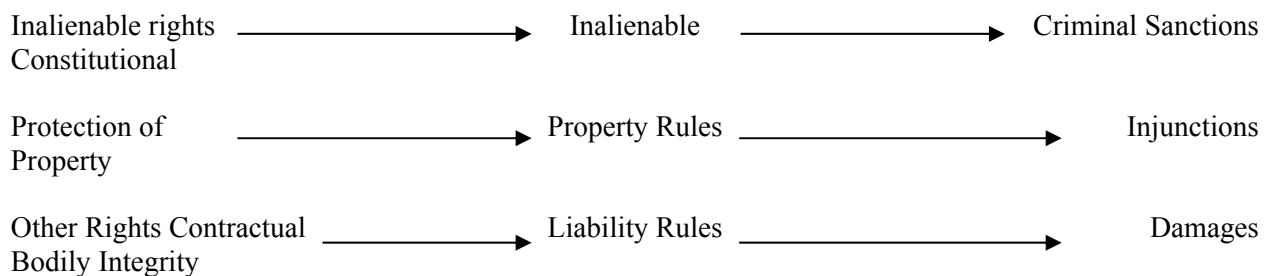 Inalienable rights Inalienable Criminal Sanctions
Constitutional
Protection of Property Rules Injunctions
Property
Other Rights Contractual Liability Rules Damages
Bodily Integrity